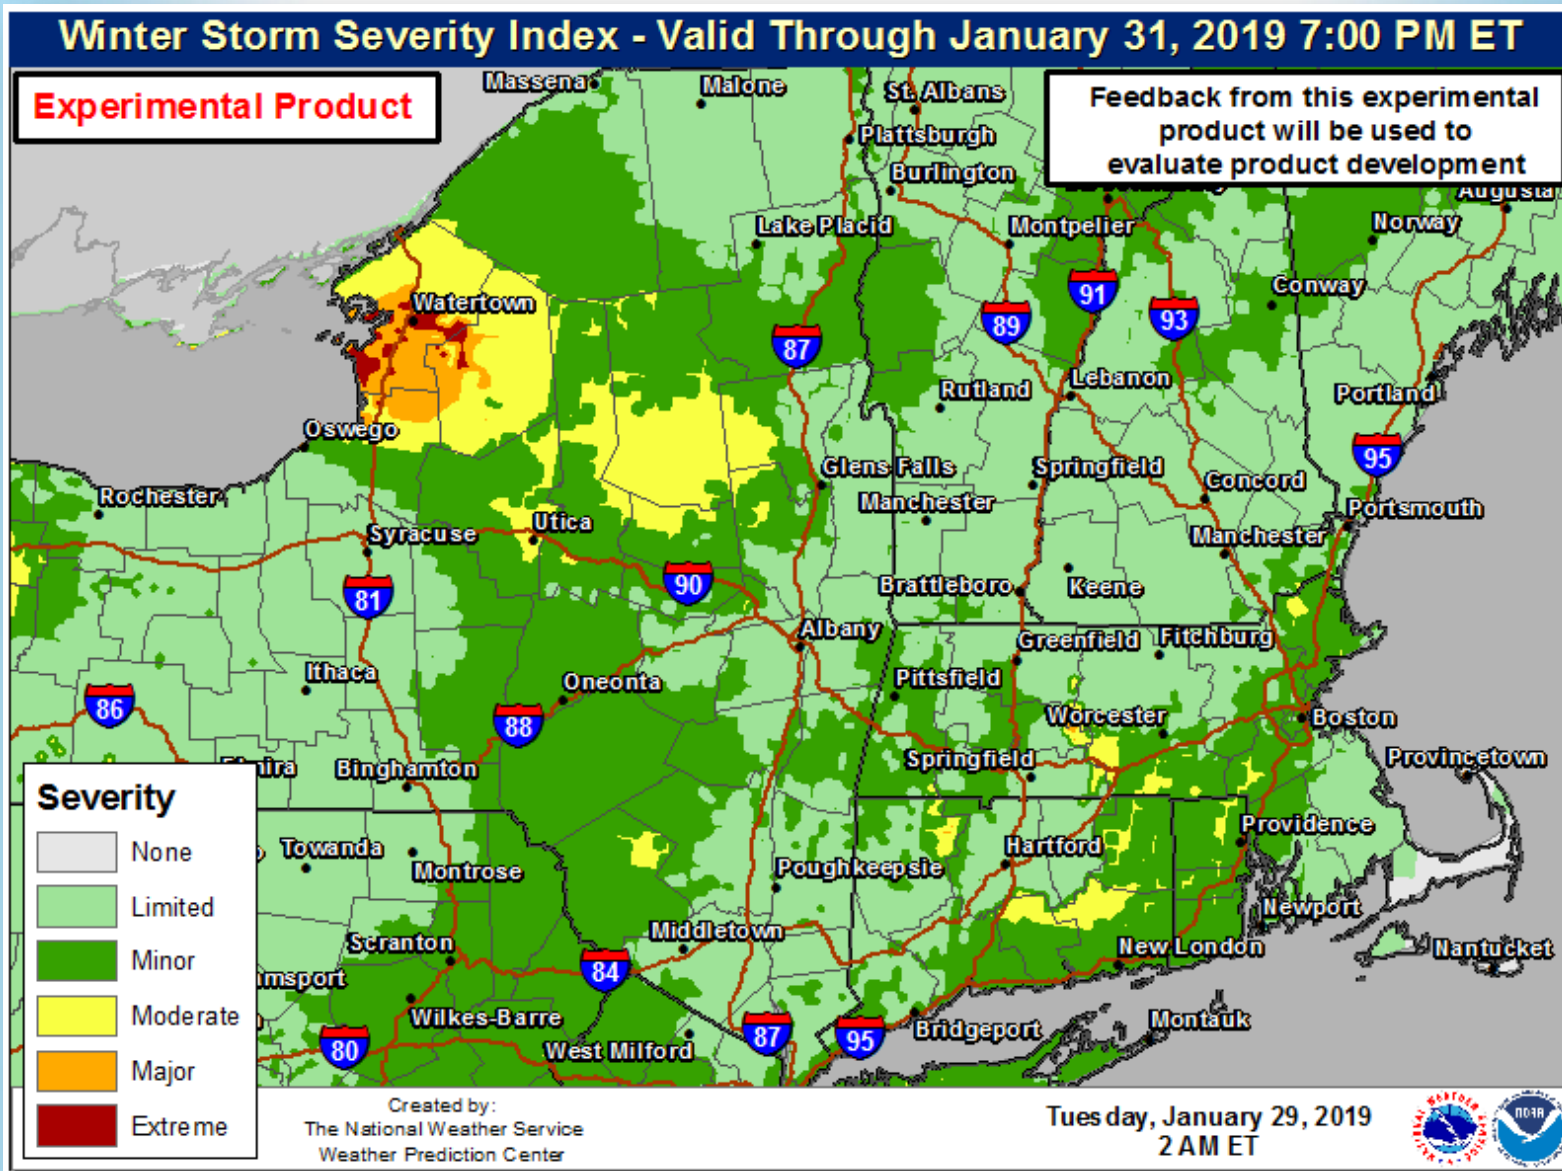 Winter Storm Severity Index - Valid Through January 31, 2019 7:00 PM ET
Experimental Product
Feedback from this experimental
product will be used to
evaluate product development
Massena
Malone
St. Albans
Plattsburgh
Burlington
Augusta
Norway
Lake Placid
Montpelier
Conway
Watertown
91
89
93
87
Rutland
Lebanon
Portland
Oswego
95
Rochester
Glens Falls
Springfield
Concord
Manchester
Portsmouth
Syracuse
Utica
Manchester
81
90
Brattleboro
Keene
Albany
Greenfield
Fitchburg
Ithaca
Oneonta
Pittsfield
86
88
Worcester
Boston
Binghamton
Springfield
Provincetown
Severity
None
Limited
Minor
Moderate
Major
Extreme
Towanda
Montrose
Poughkeepsie
Hartford
Providence
Newport
Scranton
Middletown
New London
Nantucket
84
Wilkes-Barre
80
West Milford
87
95
Bridgeport
Montauk
Created by:
The National Weather Service
Weather Prediction Center
Tuesday, January 29, 2019
2 AM ET
NOAA